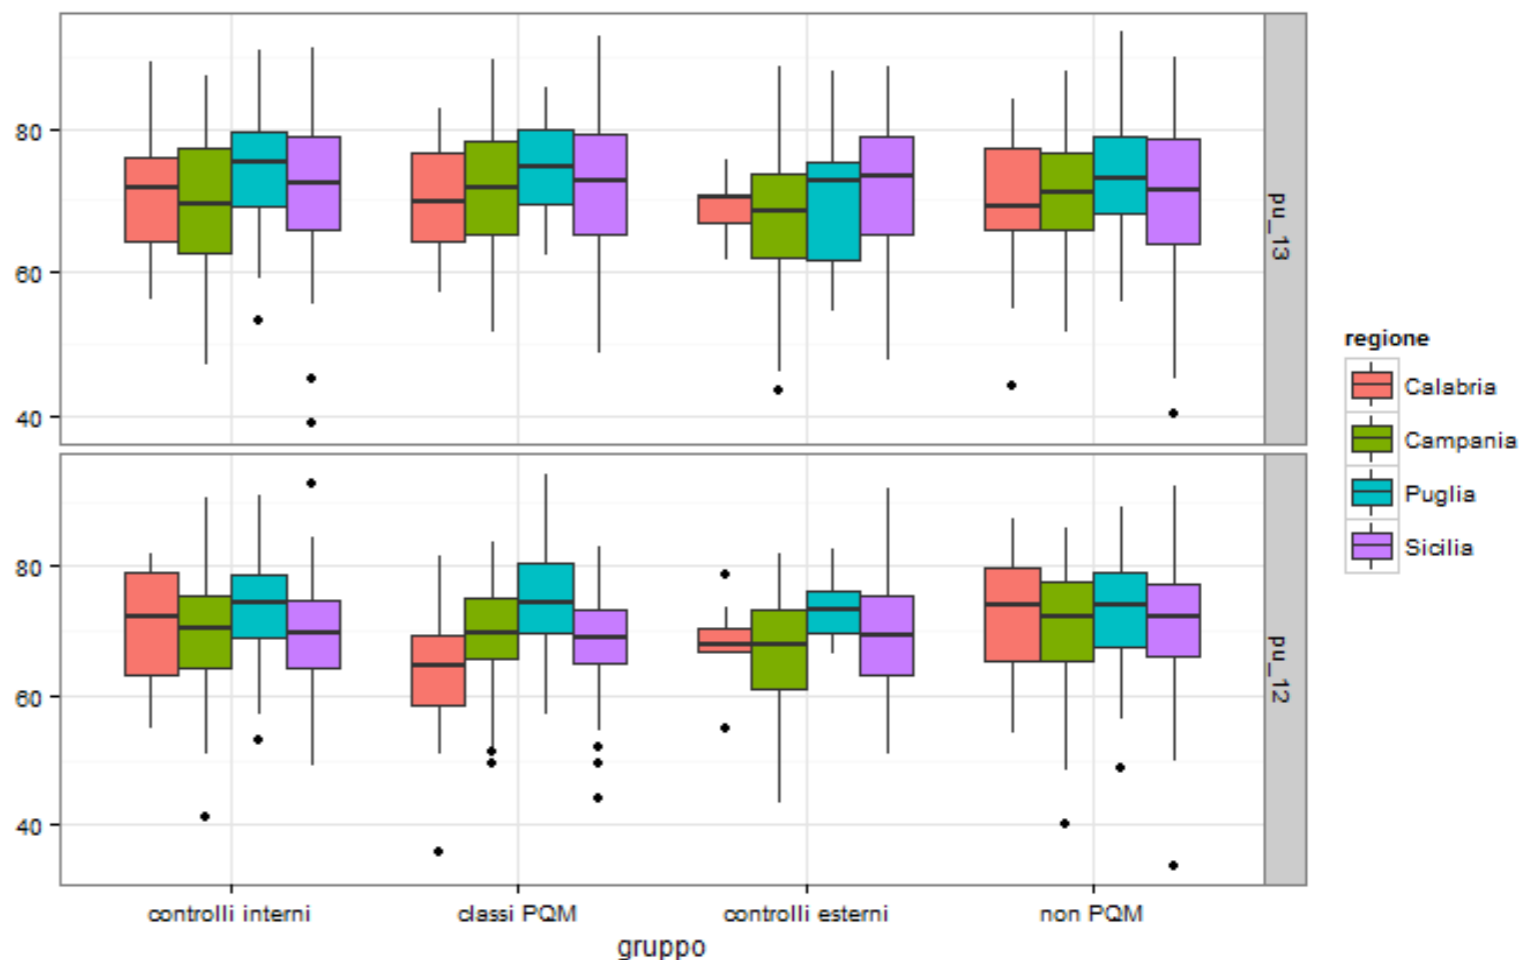 80
60
40
pu_13
80
60
40
pu_12
controlli interni
classi PQM
controlli esterni
non PQM
gruppo
regione
Calabria
Campania
Puglia
Sicilia